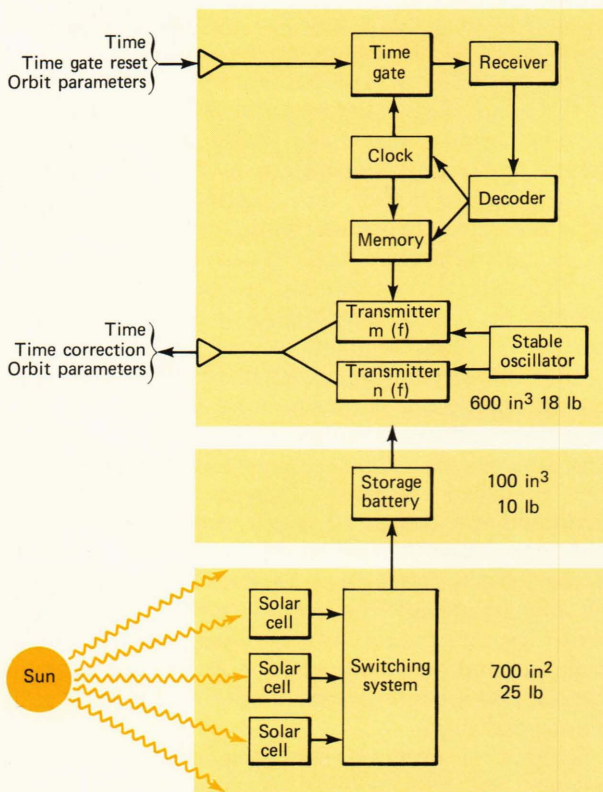 Time
Time gate reset
Orbit parameters
Time
gate
Receiver
Clock
Decoder
Memory
Time
Time correction
Orbit parameters
Transmitter
m (f)
Transmitter
n (f)
Stable
oscillator
600 in³ 18 lb
Storage
battery
100 in³
10 lb
Sun
Solar
cell
Solar
cell
Solar
cell
Switching
system
700 in²
25 lb